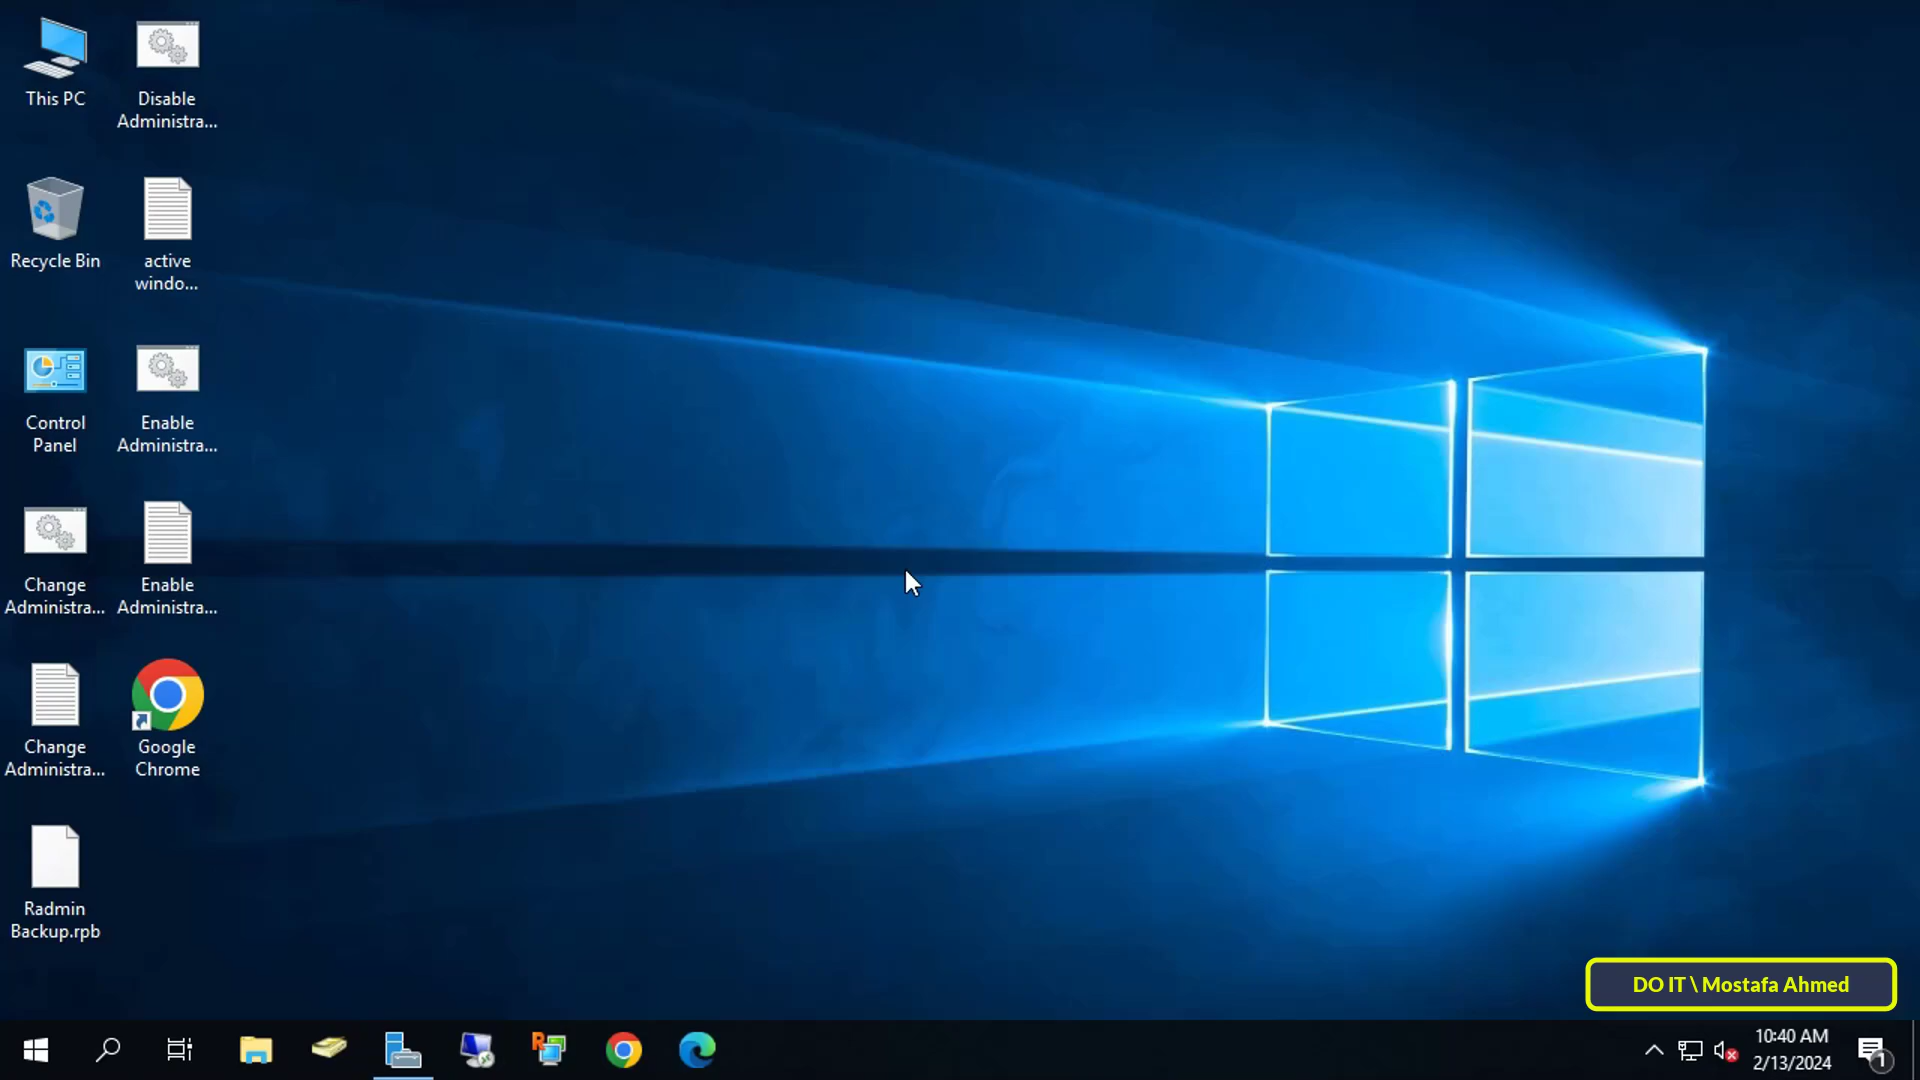 This PC
Disable
Administra...
Recycle Bin
active
windo...
Control
Panel
Enable
Administra...
Change
Administra...
Enable
Administra...
Change
Administra...
Google
Chrome
Radmin
Backup.rpb
DO IT \ Mostafa Ahmed
10:40 AM
2/13/2024
1